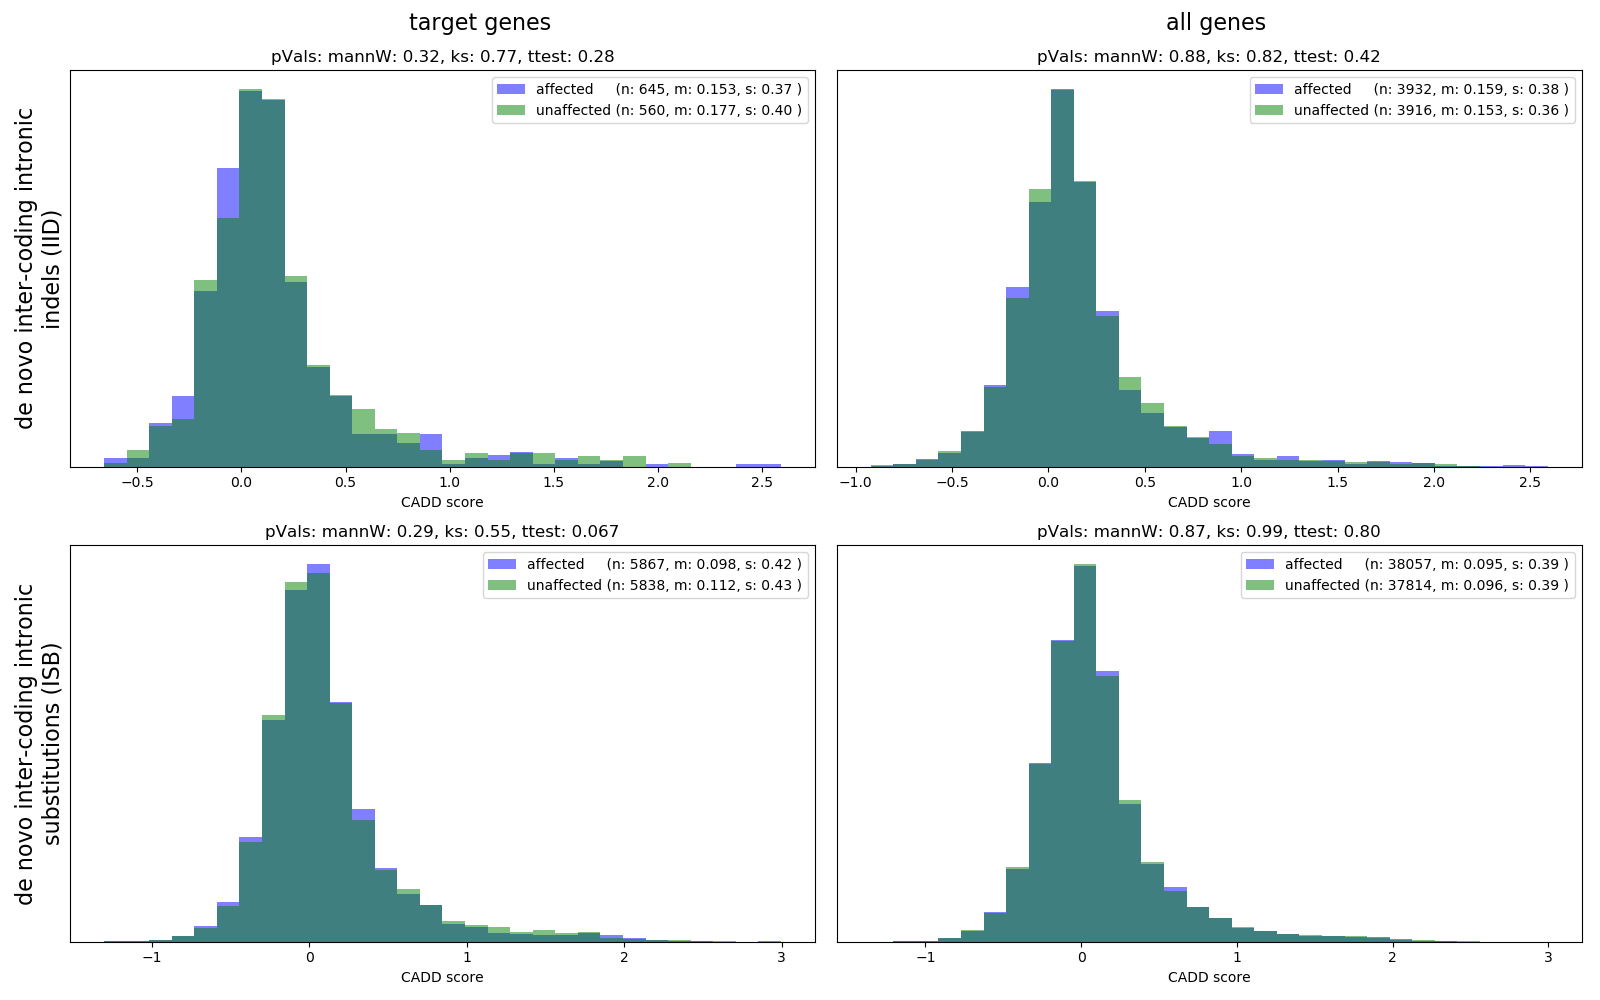 target genes
all genes
pVals: mannW: 0.32, ks: 0.77, ttest: 0.28
pVals: mannW: 0.88, ks: 0.82, ttest: 0.42
affected (n: 645, m: 0.153, s: 0.37 )
unaffected (n: 560, m: 0.177, s: 0.40 )
affected (n: 3932, m: 0.159, s: 0.38 )
unaffected (n: 3916, m: 0.153, s: 0.36 )
de novo inter-coding intronic
indels (IID)
−0.5 0.0 0.5 1.0 1.5 2.0 2.5
CADD score
−1.0 −0.5 0.0 0.5 1.0 1.5 2.0 2.5
CADD score
pVals: mannW: 0.29, ks: 0.55, ttest: 0.067
pVals: mannW: 0.87, ks: 0.99, ttest: 0.80
affected (n: 5867, m: 0.098, s: 0.42 )
unaffected (n: 5838, m: 0.112, s: 0.43 )
affected (n: 38057, m: 0.095, s: 0.39 )
unaffected (n: 37814, m: 0.096, s: 0.39 )
de novo inter-coding intronic
substitutions (ISB)
−1 0 1 2 3
CADD score
−1 0 1 2 3
CADD score